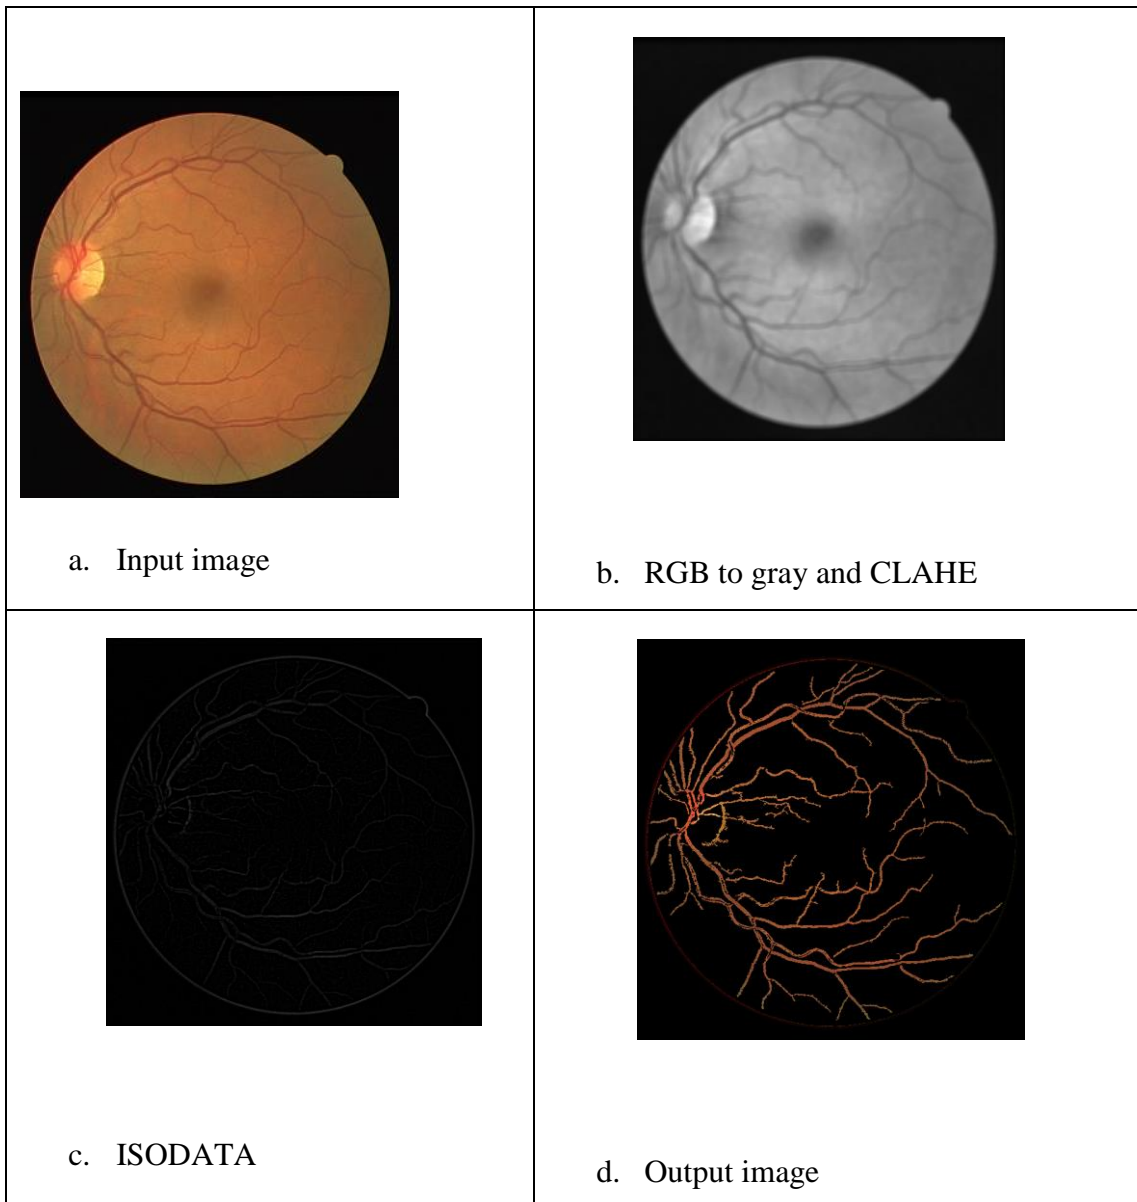 a. Input image
b. RGB to gray and CLAHE
c. ISODATA
d. Output image